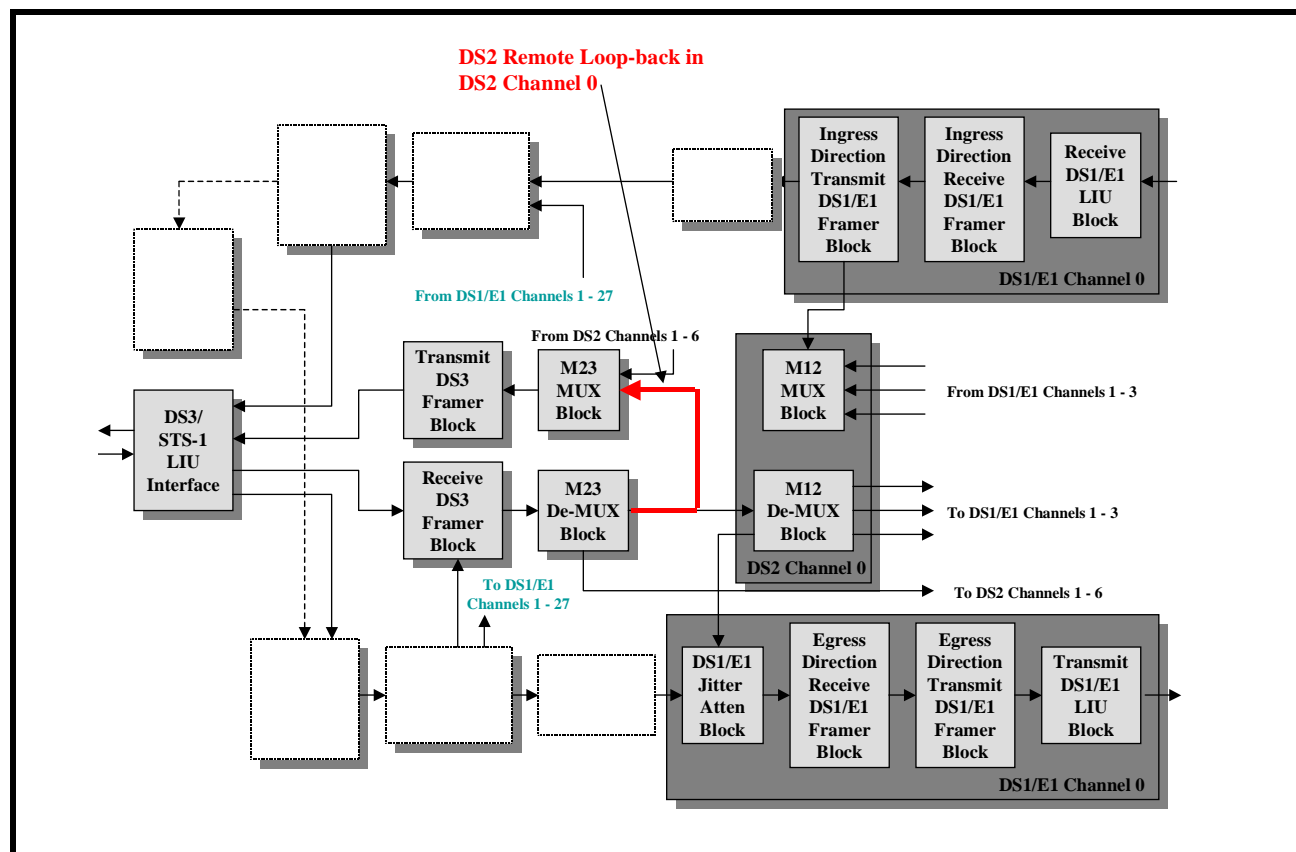 DS2 Remote Loop-back in
DS2 Channel 0
Ingress
Direction
Transmit
DS1/E1
Framer
Block
Ingress
Direction
Receive
DS1/E1
Framer
Block
Receive
DS1/E1
LIU
Block
DS1/E1 Channel 0
From DS1/E1 Channels 1 - 27
From DS2 Channels 1 - 6
Transmit
DS3
Framer
Block
M23
MUX
Block
M12
MUX
Block
From DS1/E1 Channels 1 - 3
DS3/
STS-1
LIU
Interface
Receive
DS3
Framer
Block
M23
De-MUX
Block
M12
De-MUX
Block
To DS1/E1 Channels 1 - 3
DS2 Channel 0
To DS1/E1
Channels 1 - 27
To DS2 Channels 1 - 6
DS1/E1
Jitter
Atten
Block
Egress
Direction
Receive
DS1/E1
Framer
Block
Egress
Direction
Transmit
DS1/E1
Framer
Block
Transmit
DS1/E1
LIU
Block
DS1/E1 Channel 0